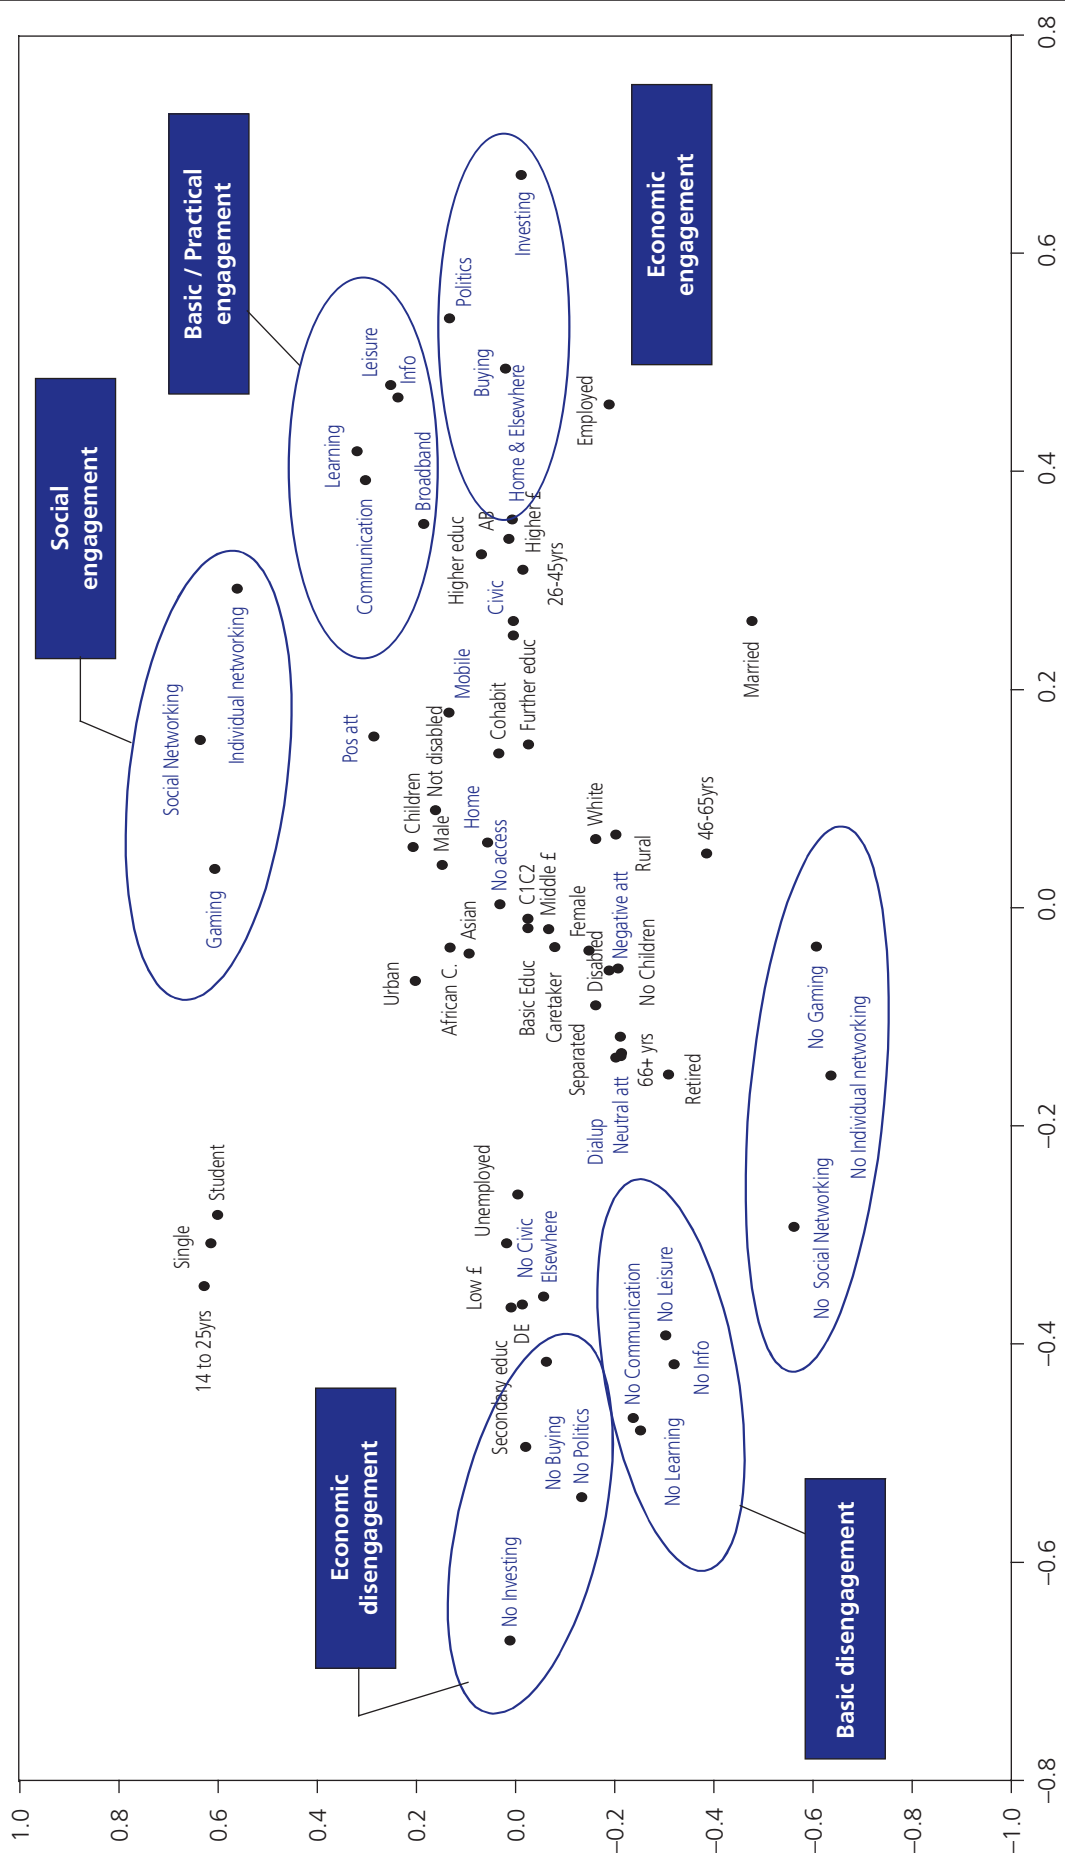 1.0
0.8
0.6
0.4
0.2
0.0
–0.2
–0.4
–0.6
–0.8
–1.0
–0.8
–0.6
–0.4
–0.2
0.0
0.2
0.4
0.6
0.8
Social
engagement
Basic / Practical
engagement
Economic
engagement
Economic
disengagement
Basic disengagement
Social Networking
Individual networking
Gaming
Learning
Leisure
Info
Communication
Broadband
Politics
Investing
Buying
Home & Elsewhere
Employed
Higher educ
AB
Higher £
26-45yrs
Civic
Further educ
Married
Pos att
Mobile
Cohabit
Children
Not disabled
Male
Home
No access
White
Rural
46-65yrs
Urban
African C.
Asian
C1C2
Middle £
Basic Educ
Caretaker
Female
Disabled
Negative att
No Children
Separated
66+ yrs
Neutral att
Dialup
Retired
Student
Single
14 to 25yrs
Unemployed
No Civic
Elsewhere
Low £
DE
Secondary educ
No Buying
No Politics
No Investing
No Communication
No Leisure
No Info
No Learning
No Gaming
No Individual networking
No Social Networking